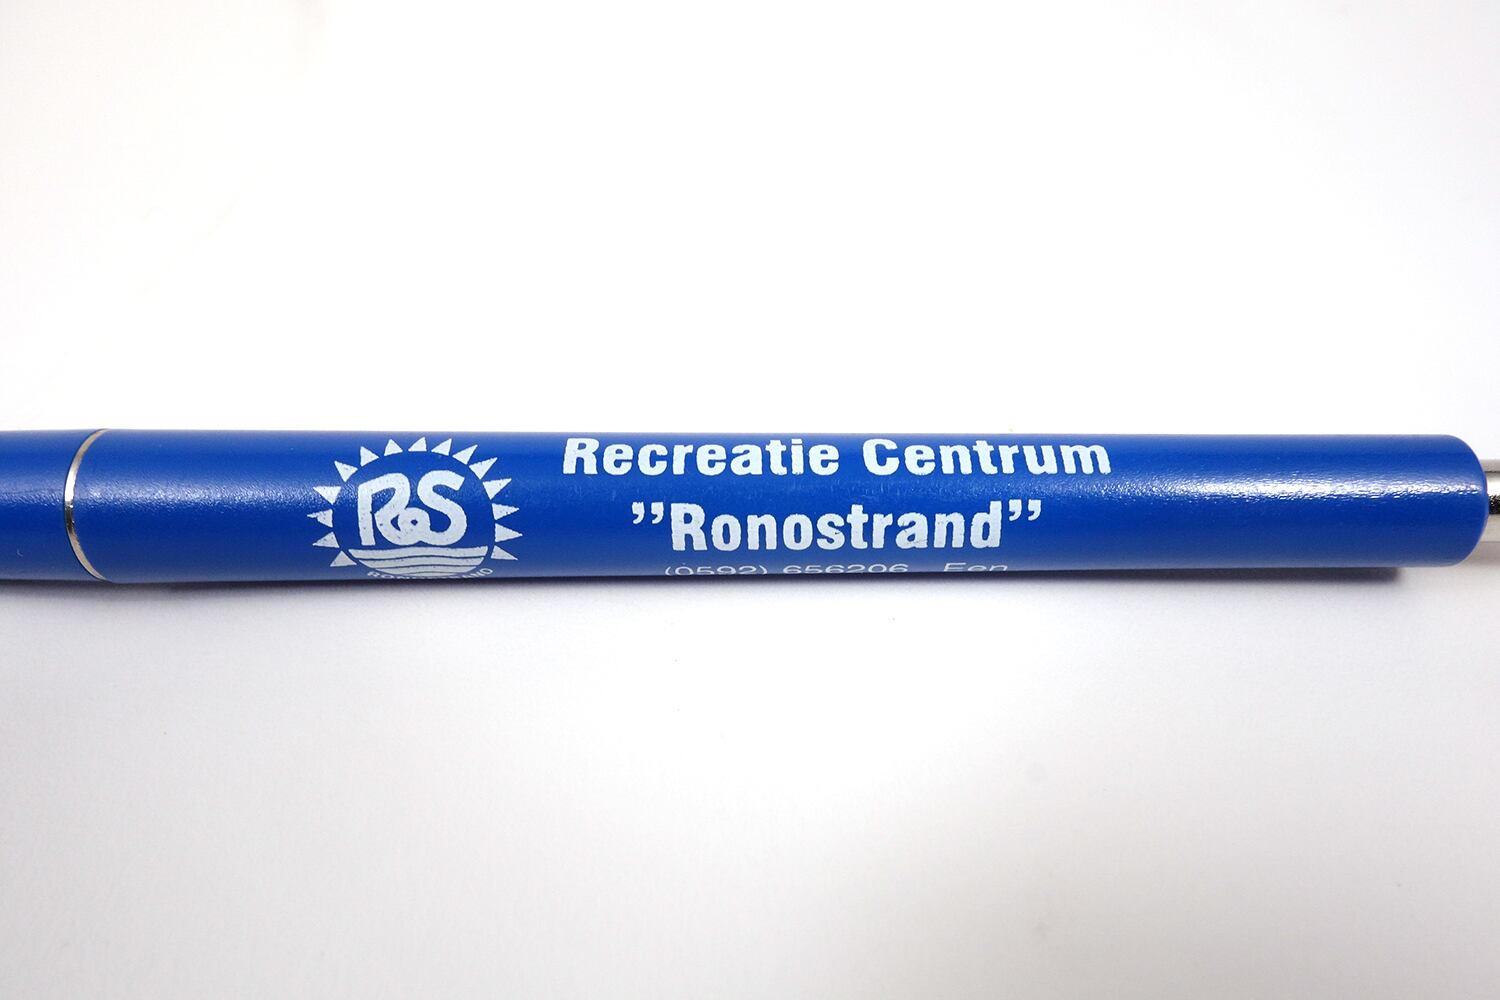 RS
Recreatie Centrum
”Ronostrand”
(0592) 656206 Een